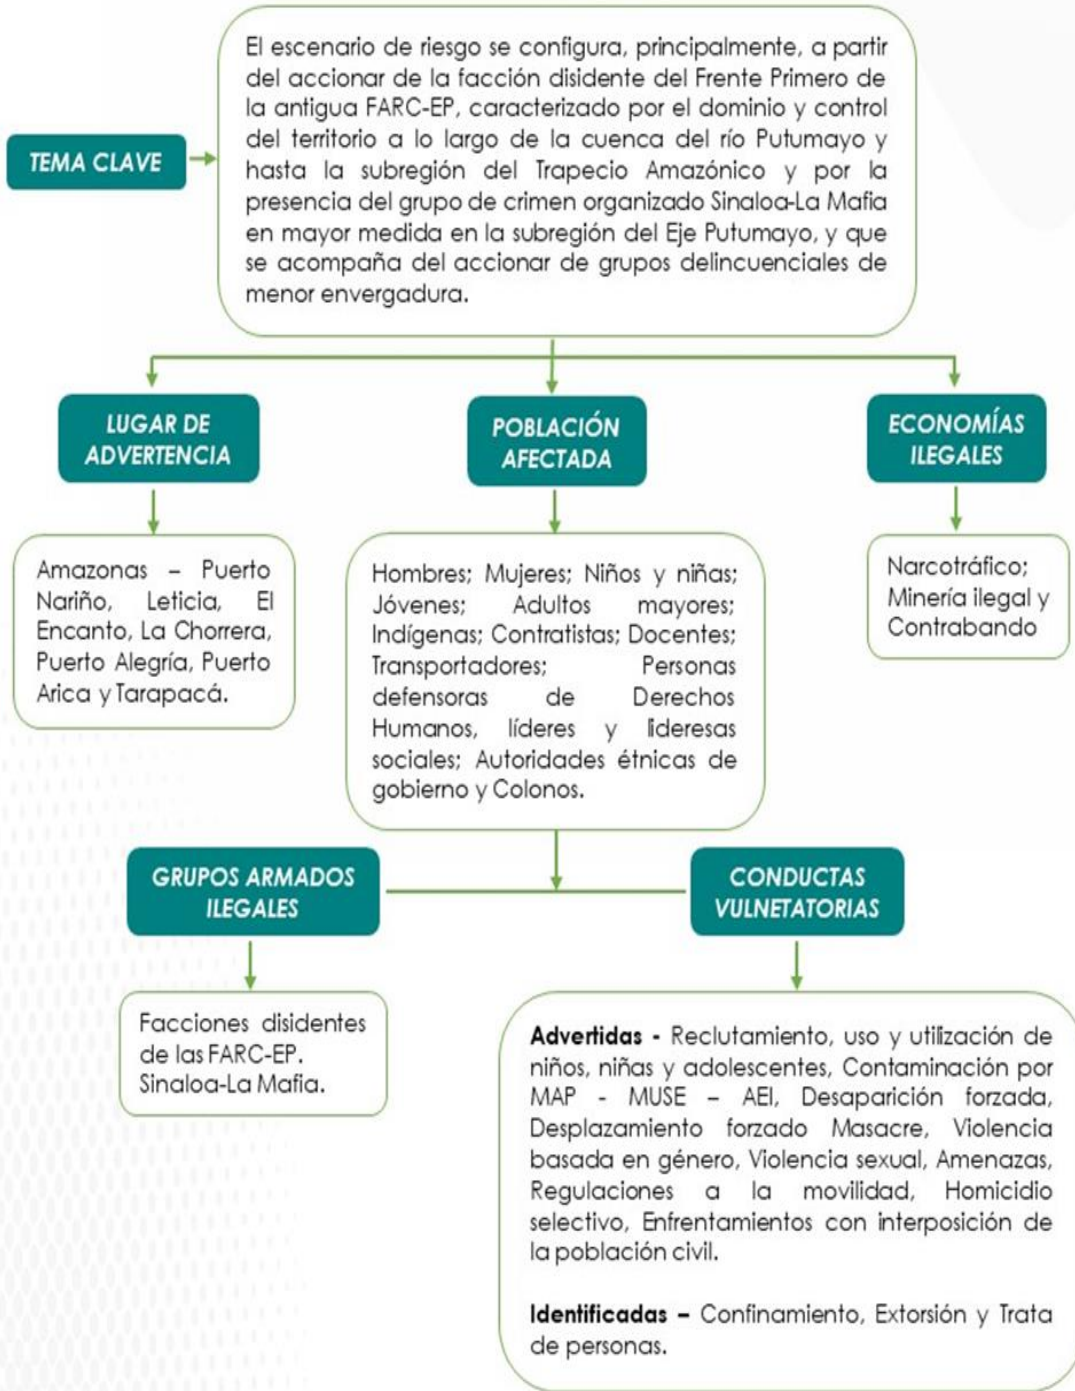 El escenario de riesgo se configura, principalmente, a partir
del accionar de la facción disidente del Frente Primero de
la antigua FARC-EP, caracterizado por el dominio y control
del territorio a lo largo de la cuenca del río Putumayo y
hasta la subregión del Trapecio Amazónico y por la
presencia del grupo de crimen organizado Sinaloa-La Mafia
en mayor medida en la subregión del Eje Putumayo, y que
se acompaña del accionar de grupos delincuenciales de
menor envergadura.
TEMA CLAVE
LUGAR DE
ADVERTENCIA
Amazonas – Puerto
Nariño, Leticia, El
Encanto, La Chorrera,
Puerto Alegría, Puerto
Arica y Tarapacá.
POBLACIÓN
AFECTADA
Hombres; Mujeres; Niños y niñas;
Jóvenes; Adultos mayores;
Indígenas; Contratistas; Docentes;
Transportadores; Personas
defensoras de Derechos
Humanos, líderes y lideresas
sociales; Autoridades étnicas de
gobierno y Colonos.
ECONOMÍAS
ILEGALES
Narcotráfico;
Minería ilegal y
Contrabando
GRUPOS ARMADOS
ILEGALES
Facciones disidentes
de las FARC-EP.
Sinaloa-La Mafia.
CONDUCTAS
VULNETATORIAS
Advertidas - Reclutamiento, uso y utilización de
niños, niñas y adolescentes, Contaminación por
MAP - MUSE – AEI, Desaparición forzada,
Desplazamiento forzado Masacre, Violencia
basada en género, Violencia sexual, Amenazas,
Regulaciones a la movilidad, Homicidio
selectivo, Enfrentamientos con interposición de
la población civil.
Identificadas – Confinamiento, Extorsión y Trata
de personas.